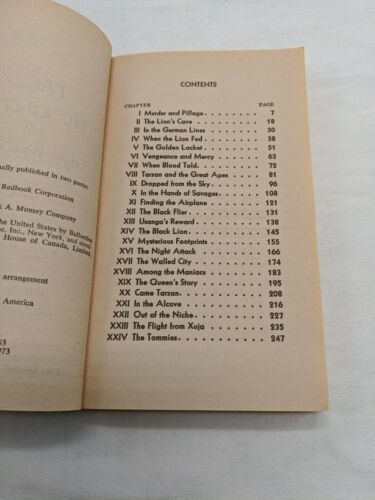 ally published in two parts:
Redbook Corporation
A. Munsey Company
the United States by Ballantine
Inc., New York, and simul-
House of Canada, Limited,
arrangement
America
53
973
CONTENTS
CHAPTER PAGE
I Murder and Pillage 7
II The Lion's Cave 18
III In the German Lines 30
IV When the Lion Fed 38
V The Golden Locket 51
VI Vengeance and Mercy 63
VII When Blood Told 72
VIII Tarzan and the Great Apes 81
IX Dropped from the Sky 96
X In the Hands of Savages 108
XI Finding the Airplane 121
XII The Black Flier 131
XIII Usanga's Reward 138
XIV The Black Lion 145
XV Mysterious Footprints 155
XVI The Night Attack 166
XVII The Walled City 174
XVIII Among the Maniacs 183
XIX The Queen's Story 195
XX Came Tarzan 208
XXI In the Alcove 216
XXII Out of the Niche 227
XXIII The Flight from Xuja 235
XXIV The Tommies 247